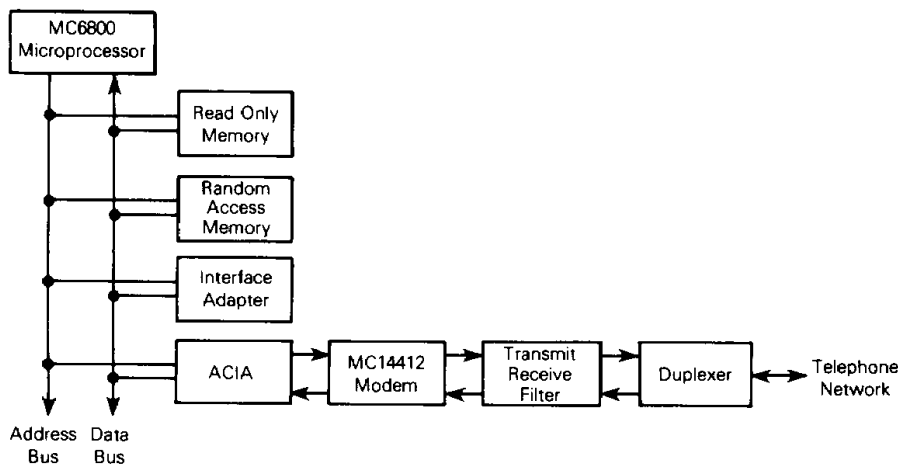 MC6800
Microprocessor
Read Only
Memory
Random
Access
Memory
Interface
Adapter
ACIA
MC14412
Modem
Transmit
Receive
Filter
Duplexer
Telephone
Network
Address
Bus
Data
Bus